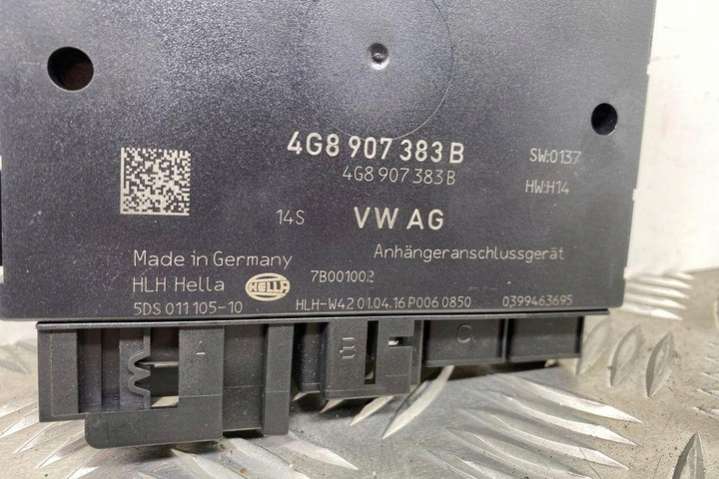 4G8 907 383 B
SW:0137
4G8 907 383 B
HW:H14
14S
VW AG
Made in Germany
Anhängeranschlussgerät
HLH Hella
HELLA
7B001002
5DS 011 105-10
HLH-W42 01.04.16 P006 0850
0399463695
B
C